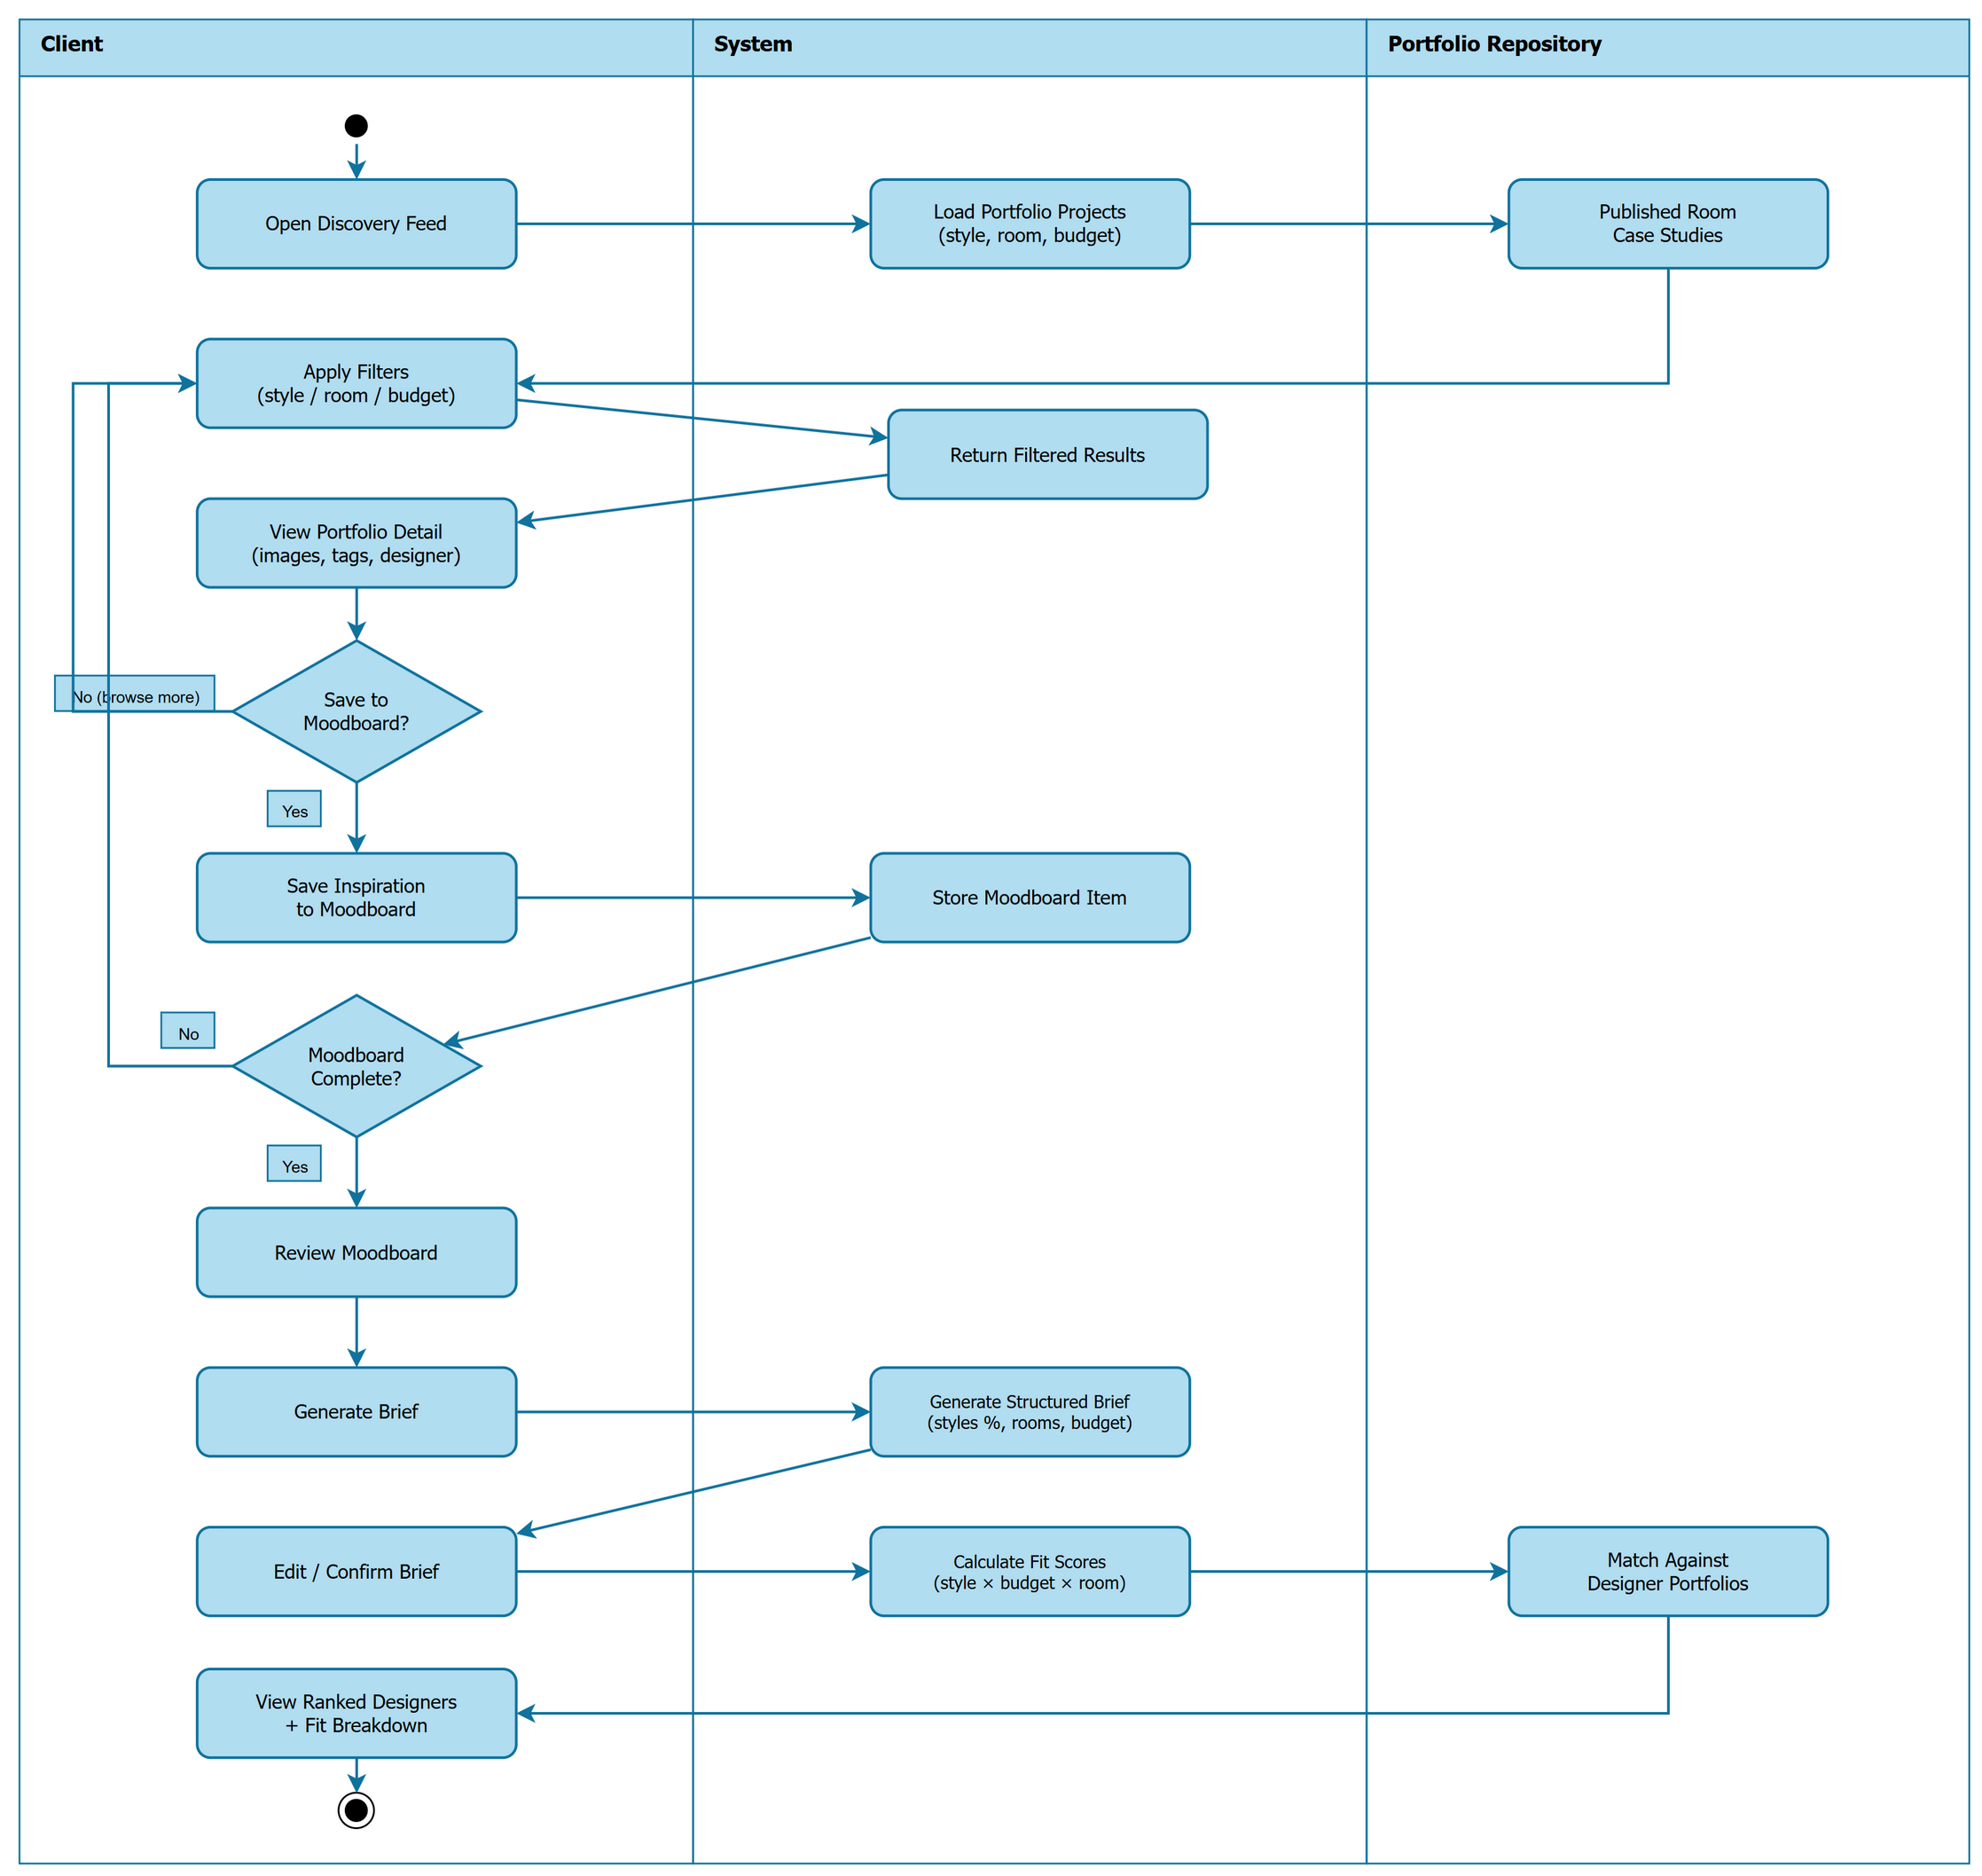 Client
System
Portfolio Repository
Open Discovery Feed
Load Portfolio Projects
(style, room, budget)
Published Room
Case Studies
Apply Filters
(style / room / budget)
Return Filtered Results
View Portfolio Detail
(images, tags, designer)
Save to
Moodboard?
No (browse more)
Yes
Save Inspiration
to Moodboard
Store Moodboard Item
No
Moodboard
Complete?
Yes
Review Moodboard
Generate Brief
Generate Structured Brief
(styles %, rooms, budget)
Edit / Confirm Brief
Calculate Fit Scores
(style × budget × room)
Match Against
Designer Portfolios
View Ranked Designers
+ Fit Breakdown